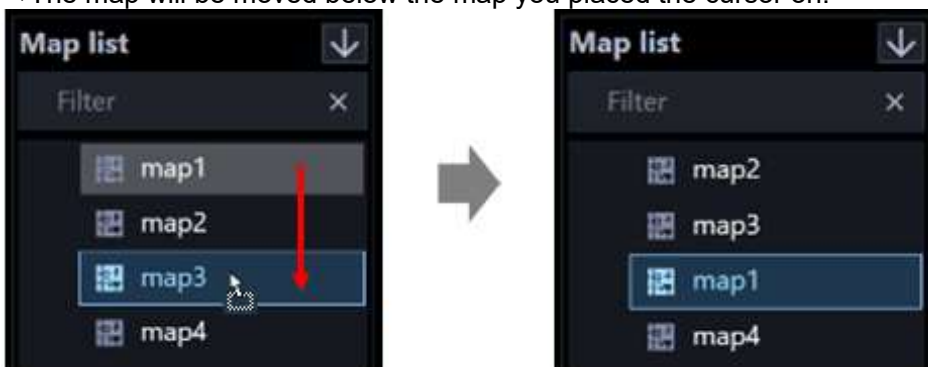 The map will be moved below the map you placed the cursor on.
Map list
Filter
map1
map2
map3
map4
Map list
Filter
map2
map3
map1
map4